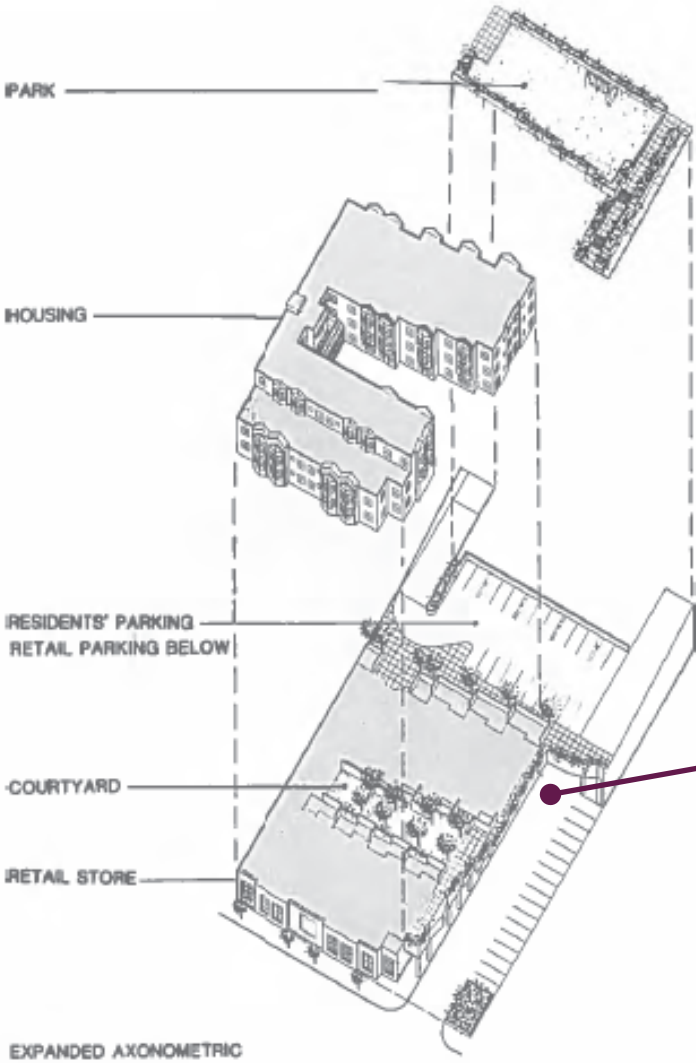 PARK
HOUSING
RESIDENTS' PARKING
RETAIL PARKING BELOW
COURTYARD
RETAIL STORE
EXPANDED AXONOMETRIC